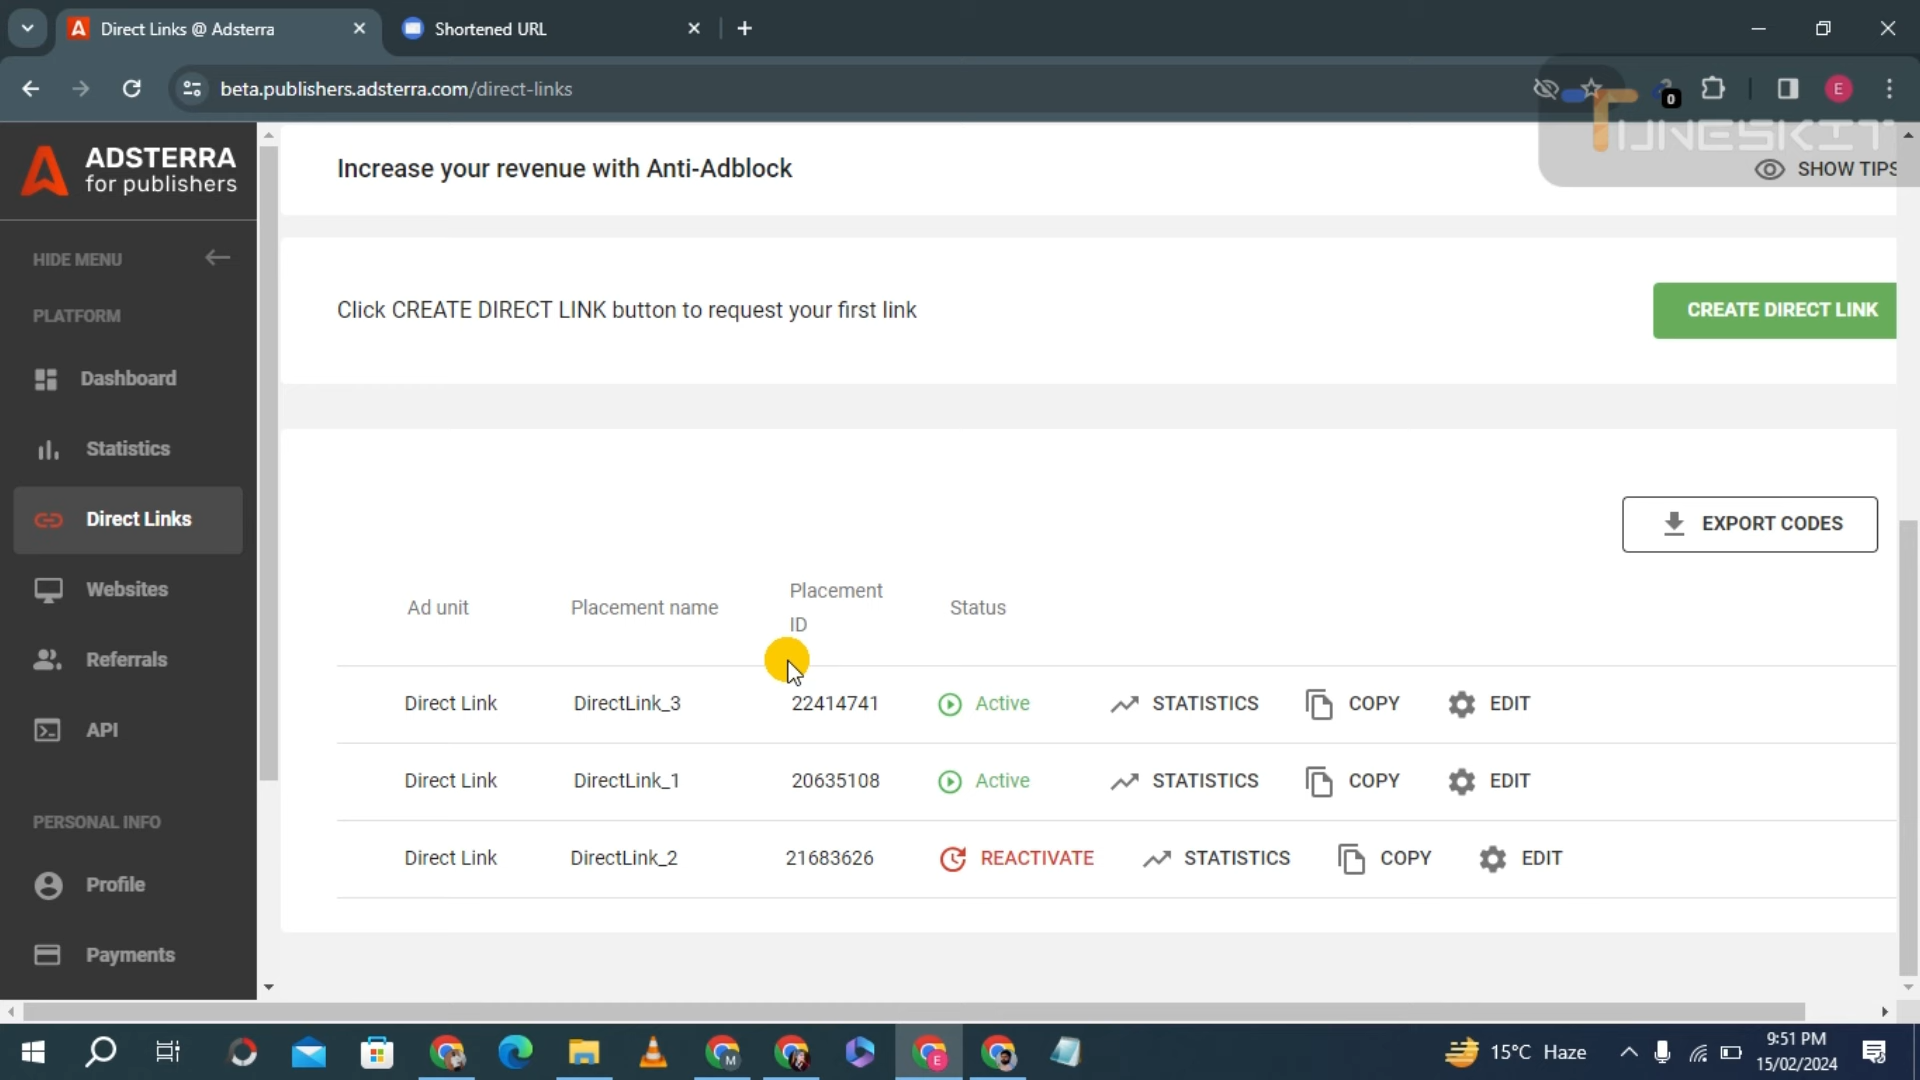 Direct Links @ Adsterra
Shortened URL
beta.publishers.adsterra.com/direct-links
0
E
TUNESKIT
ADSTERRA
for publishers
Increase your revenue with Anti-Adblock
SHOW TIPS
HIDE MENU
PLATFORM
Click CREATE DIRECT LINK button to request your first link
CREATE DIRECT LINK
Dashboard
Statistics
Direct Links
EXPORT CODES
Websites
Referrals
API
Ad unit Placement name Placement ID Status
Direct Link DirectLink_3 22414741 Active STATISTICS COPY EDIT
Direct Link DirectLink_1 20635108 Active STATISTICS COPY EDIT
Direct Link DirectLink_2 21683626 REACTIVATE STATISTICS COPY EDIT
PERSONAL INFO
Profile
Payments
M
E
15°C Haze
9:51 PM
15/02/2024